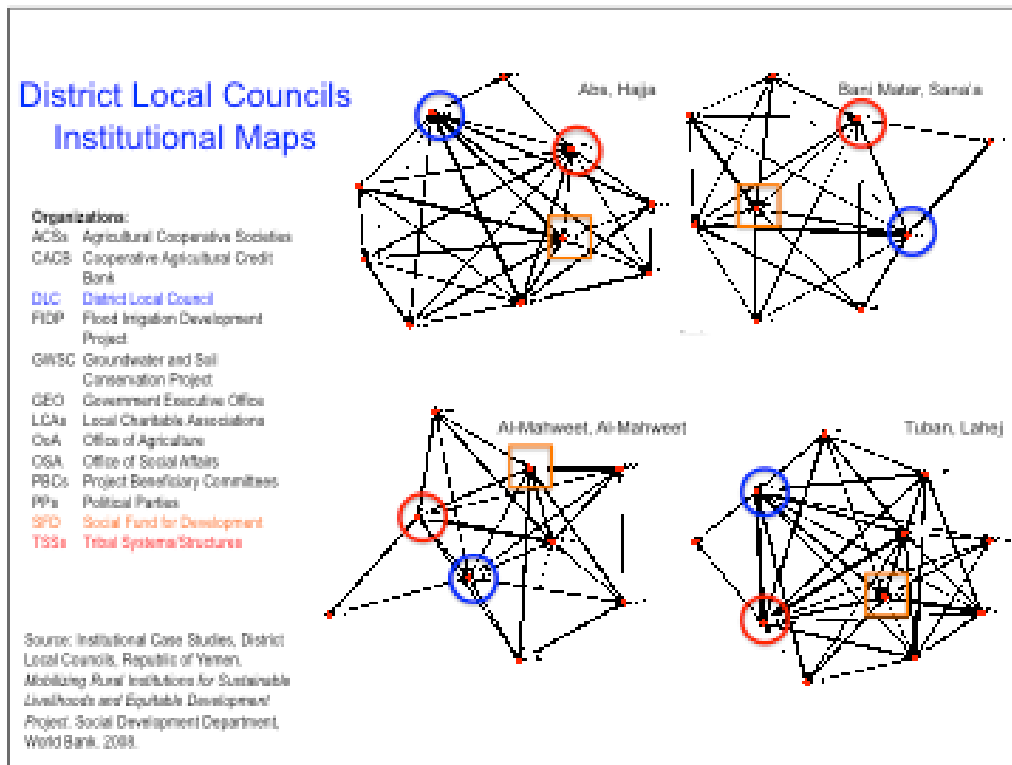 District Local Councils
Institutional Maps
Abs, Hajja
Bani Matar, Sana'a
Organizations:
ACSs Agricultural Cooperative Societies
CACB Cooperative Agricultural Credit
Bank
DLC District Local Council
FIDP Flood Irrigation Development
Project
GWSC Groundwater and Soil
Conservation Project
GEO Government Executive Office
LCAs Local Charitable Associations
OoA Office of Agriculture
OSA Office of Social Affairs
PBCs Project Beneficiary Committees
PPs Political Parties
SFD Social Fund for Development
TSSs Tribal Systems/Structures
Al-Mahweet, Al-Mahweet
Tuban, Lahej
Source: Institutional Case Studies, District
Local Councils, Republic of Yemen,
Mobilizing Rural Institutions for Sustainable
Livelihoods and Equitable Development
Project, Social Development Department,
World Bank, 2008.